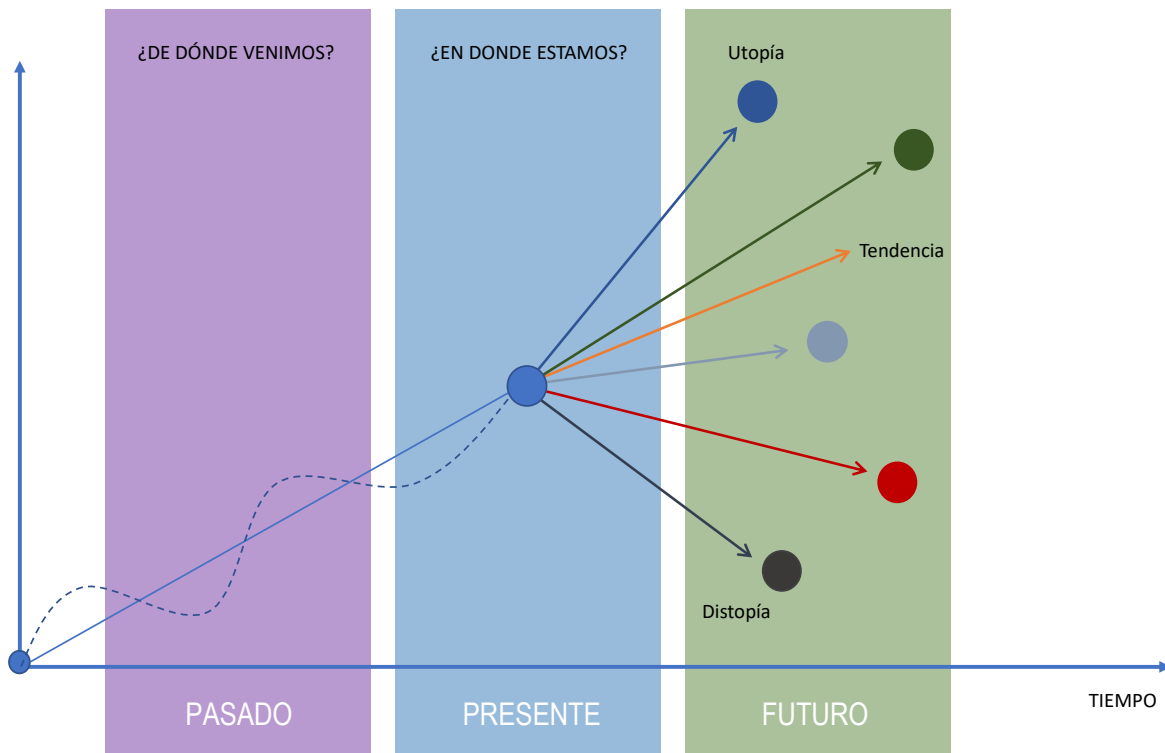 ¿DE DÓNDE VENIMOS?
¿EN DONDE ESTAMOS?
Utopía
Tendencia
Distopía
TIEMPO
PASADO
PRESENTE
FUTURO